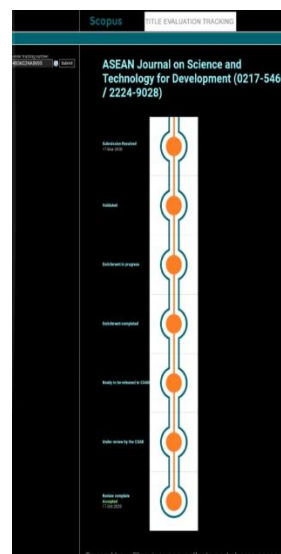 Scopus
TITLE EVALUATION TRACKING
Submit
ASEAN Journal on Science and
Technology for Development (0217-546
/ 2224-9028)
Submission Received
Validated
Enrichment in progress
Enrichment completed
Ready to be released to CSAB
Under review by the CSAB
Review complete
Accepted